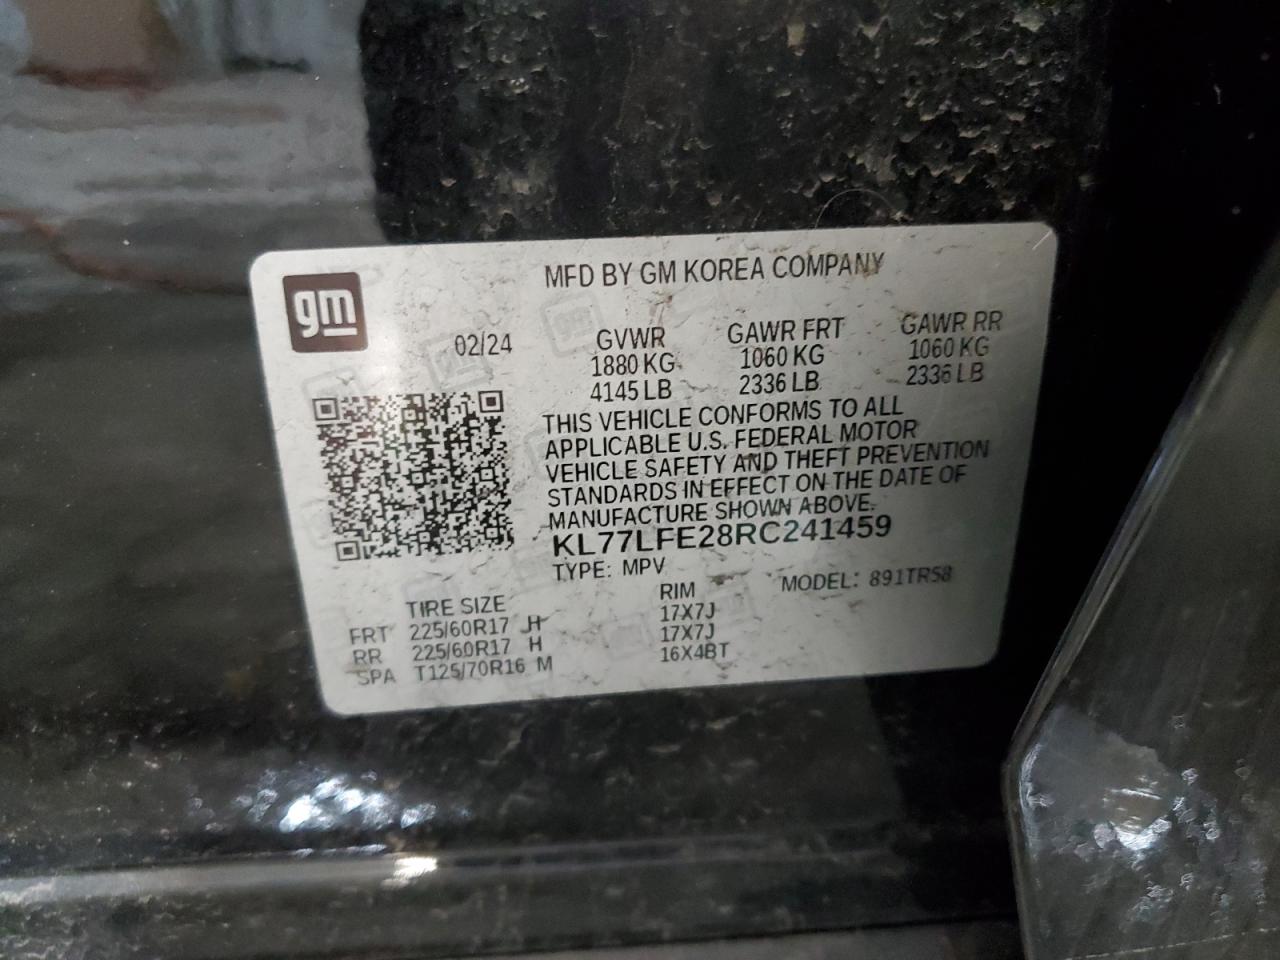 gm
MFD BY GM KOREA COMPANY
02/24
GVWR GAWR FRT GAWR RR
1880 KG 1060 KG 1060 KG
4145 LB 2336 LB 2336 LB
THIS VEHICLE CONFORMS TO ALL
APPLICABLE U.S. FEDERAL MOTOR
VEHICLE SAFETY AND THEFT PREVENTION
STANDARDS IN EFFECT ON THE DATE OF
MANUFACTURE SHOWN ABOVE.
KL77LFE28RC241459
TYPE: MPV MODEL: 891TR58
TIRE SIZE RIM
FRT 225/60R17 H 17X7J
RR 225/60R17 H 17X7J
SPA T125/70R16 M 16X4BT